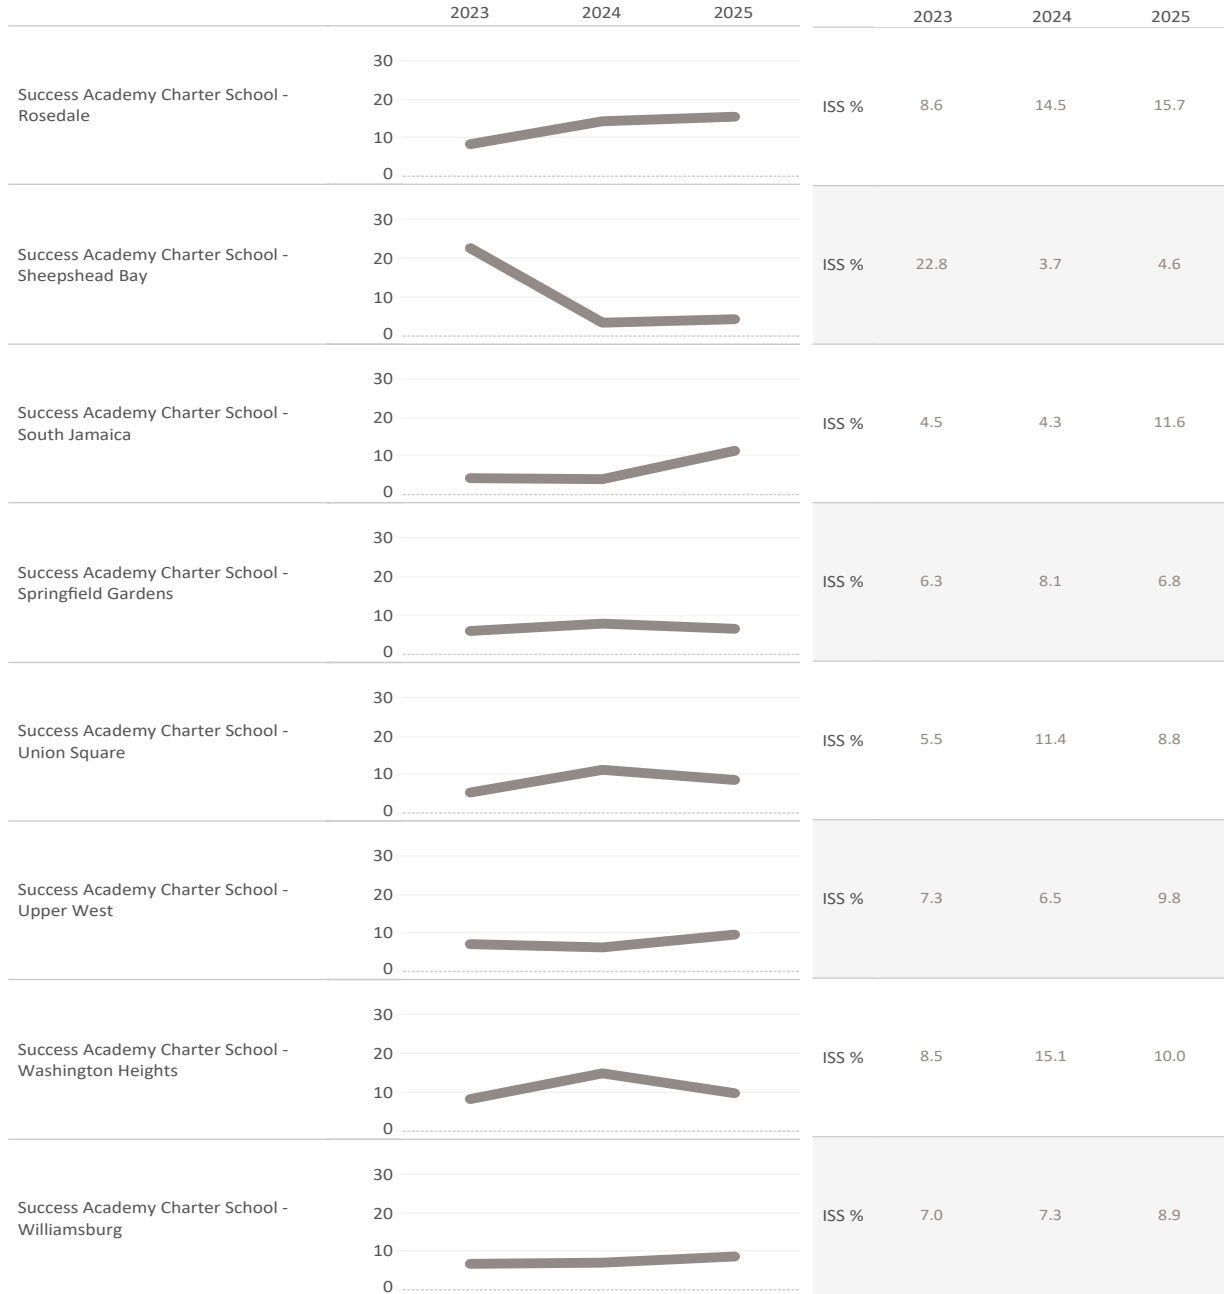 2023 2024 2025 2023 2024 2025
30
Success Academy Charter School -
Rosedale
20
10
0
ISS % 8.6 14.5 15.7
30
Success Academy Charter School -
Sheepshead Bay
20
10
0
ISS % 22.8 3.7 4.6
30
Success Academy Charter School -
South Jamaica
20
10
0
ISS % 4.5 4.3 11.6
30
Success Academy Charter School -
Springfield Gardens
20
10
0
ISS % 6.3 8.1 6.8
30
Success Academy Charter School -
Union Square
20
10
0
ISS % 5.5 11.4 8.8
30
Success Academy Charter School -
Upper West
20
10
0
ISS % 7.3 6.5 9.8
30
Success Academy Charter School -
Washington Heights
20
10
0
ISS % 8.5 15.1 10.0
30
Success Academy Charter School -
Williamsburg
20
10
0
ISS % 7.0 7.3 8.9